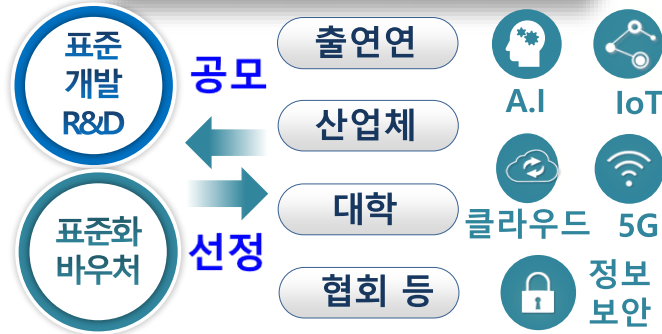 표준
개발
R&D
표준화
바우처
공모
선정
출연연
산업체
대학
협회 등
A.I
IoT
클라우드
5G
정보
보안